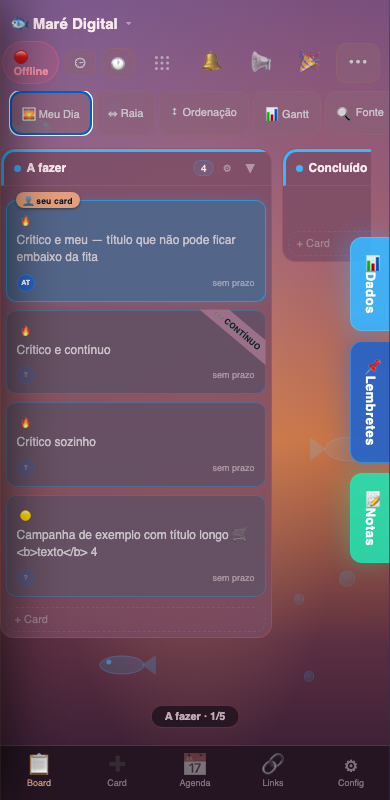 Maré Digital
Offline
Meu Dia
Raia
Ordenação
Gantt
Fonte
A fazer
4
Concluído
+ Card
seu card
Crítico e meu — título que não pode ficar
embaixo da fita
AT
sem prazo
CONTÍNUO
Crítico e contínuo
?
sem prazo
Crítico sozinho
?
sem prazo
Campanha de exemplo com título longo 🛒
<b>texto</b> 4
?
sem prazo
+ Card
Dados
Lembretes
Notas
A fazer · 1/5
Board
Card
Agenda
Links
Config